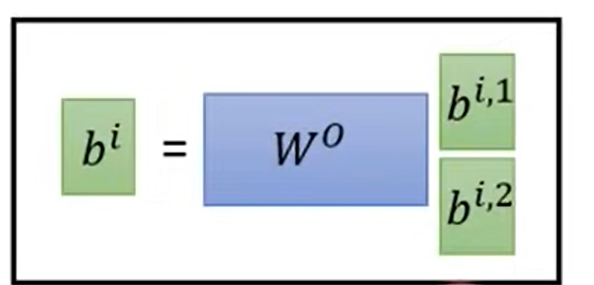 b^{i} = W^{O} b^{i,1}
b^{i,2}